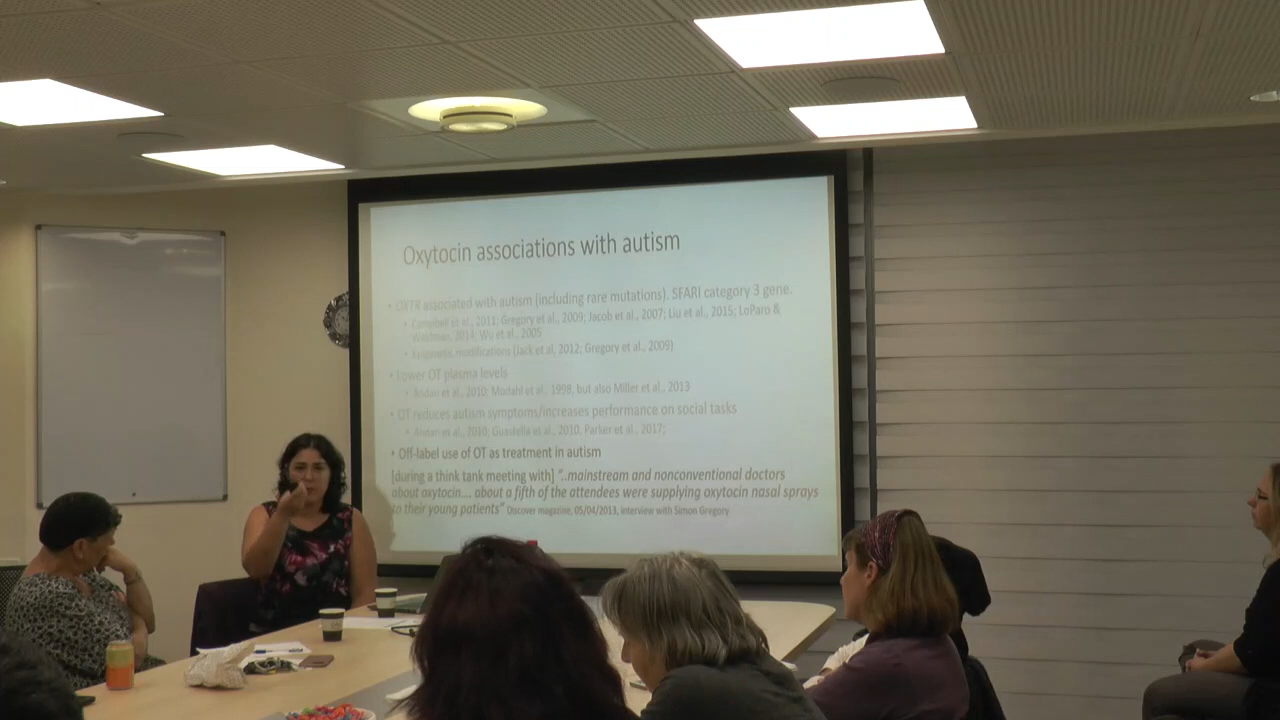 Oxytocin associations with autism
• OXTR associated with autism (including rare mutations). SFARI category 3 gene.
• Campbell et al., 2011; Gregory et al., 2009; Jacob et al., 2007; Liu et al., 2015; LoParo &
Waldman, 2014; Wu et al., 2005
• Epigenetic modifications (Jack et al, 2012; Gregory et al., 2009)
• Lower OT plasma levels
• Andari et al., 2010; Modahl et al., 1998, but also Miller et al., 2013
• OT reduces autism symptoms/increases performance on social tasks
• Andari et al., 2010; Guastella et al., 2010, Parker et al., 2017;
• Off-label use of OT as treatment in autism
[during a think tank meeting with] "..mainstream and nonconventional doctors
about oxytocin.... about a fifth of the attendees were supplying oxytocin nasal sprays
to their young patients" Discover magazine, 05/04/2013, interview with Simon Gregory